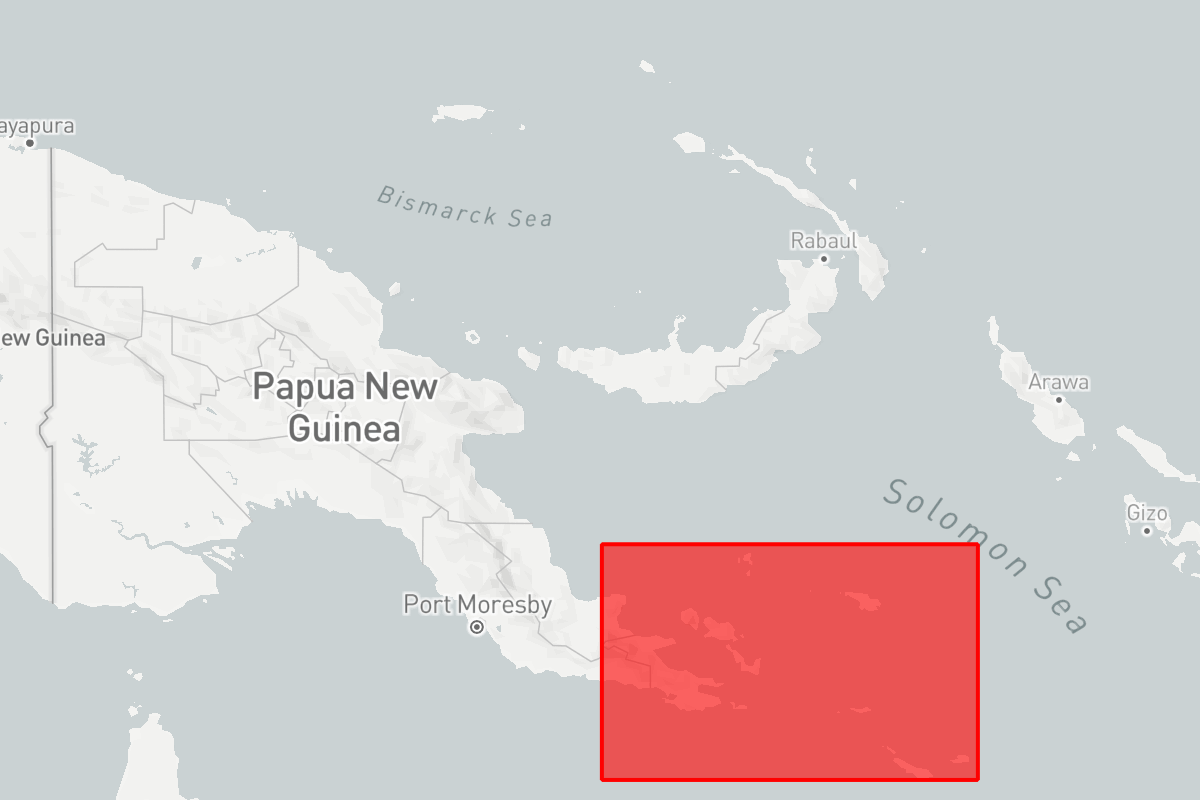 ayapura
Bismarck Sea
Rabaul
ew Guinea
Papua New
Guinea
Arawa
Solomon Sea
Gizo
Port Moresby